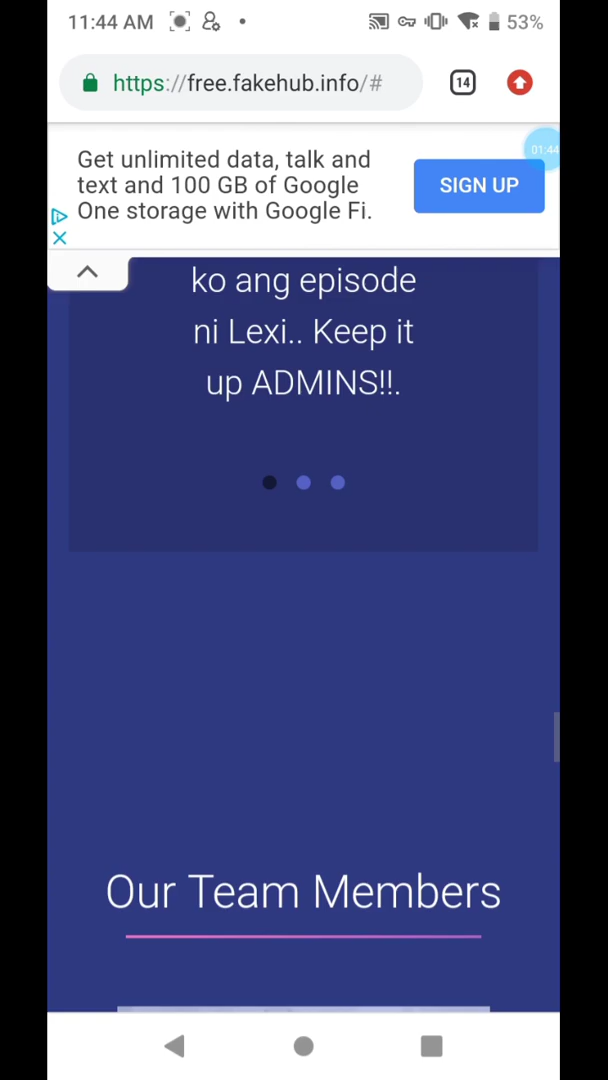 11:44 AM
53%
https://free.fakehub.info/#
14
01:44
Get unlimited data, talk and
text and 100 GB of Google
One storage with Google Fi.
SIGN UP
ko ang episode
ni Lexi.. Keep it
up ADMINS!!.
Our Team Members